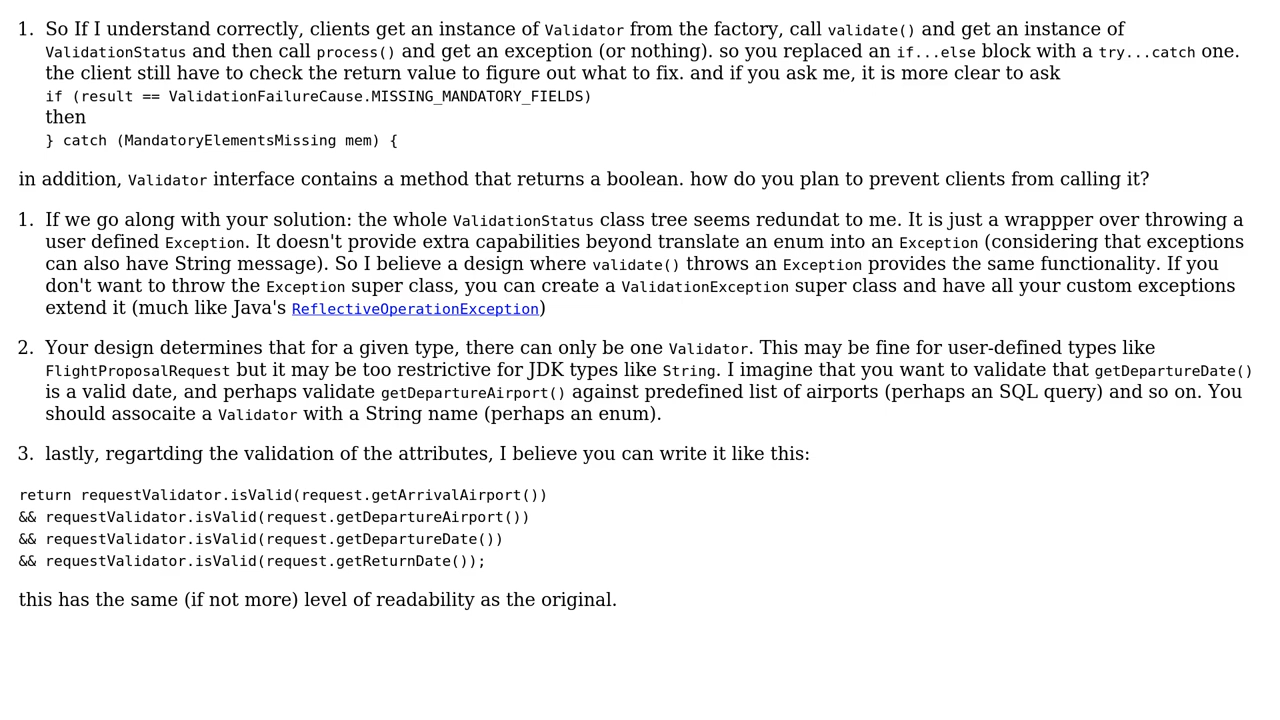 1. So If I understand correctly, clients get an instance of Validator from the factory, call validate() and get an instance of
ValidationStatus and then call process() and get an exception (or nothing). so you replaced an if...else block with a try...catch one.
the client still have to check the return value to figure out what to fix. and if you ask me, it is more clear to ask
if (result == ValidationFailureCause.MISSING_MANDATORY_FIELDS)
then
} catch (MandatoryElementsMissing mem) {
in addition, Validator interface contains a method that returns a boolean. how do you plan to prevent clients from calling it?
1. If we go along with your solution: the whole ValidationStatus class tree seems redundat to me. It is just a wrappper over throwing a
user defined Exception. It doesn't provide extra capabilities beyond translate an enum into an Exception (considering that exceptions
can also have String message). So I believe a design where validate() throws an Exception provides the same functionality. If you
don't want to throw the Exception super class, you can create a ValidationException super class and have all your custom exceptions
extend it (much like Java's ReflectiveOperationException)
2. Your design determines that for a given type, there can only be one Validator. This may be fine for user-defined types like
FlightProposalRequest but it may be too restrictive for JDK types like String. I imagine that you want to validate that getDepartureDate()
is a valid date, and perhaps validate getDepartureAirport() against predefined list of airports (perhaps an SQL query) and so on. You
should assocaite a Validator with a String name (perhaps an enum).
3. lastly, regartding the validation of the attributes, I believe you can write it like this:
return requestValidator.isValid(request.getArrivalAirport())
&& requestValidator.isValid(request.getDepartureAirport())
&& requestValidator.isValid(request.getDepartureDate())
&& requestValidator.isValid(request.getReturnDate());
this has the same (if not more) level of readability as the original.